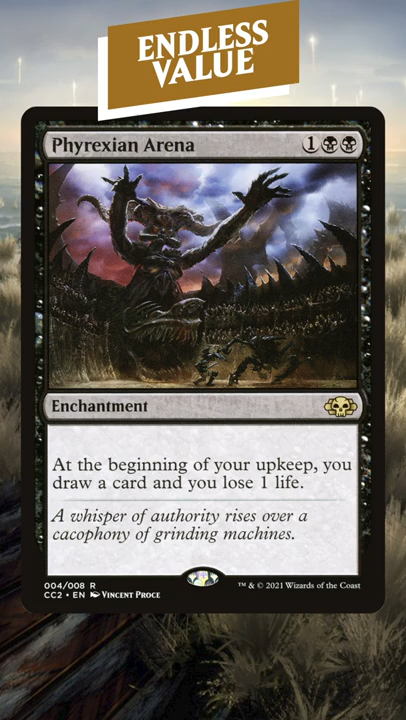 ENDLESS
VALUE
Phyrexian Arena 1
Enchantment
At the beginning of your upkeep, you
draw a card and you lose 1 life.
A whisper of authority rises over a
cacophony of grinding machines.
004/008 R
CC2 • EN Vincent Proce
™ & © 2021 Wizards of the Coast